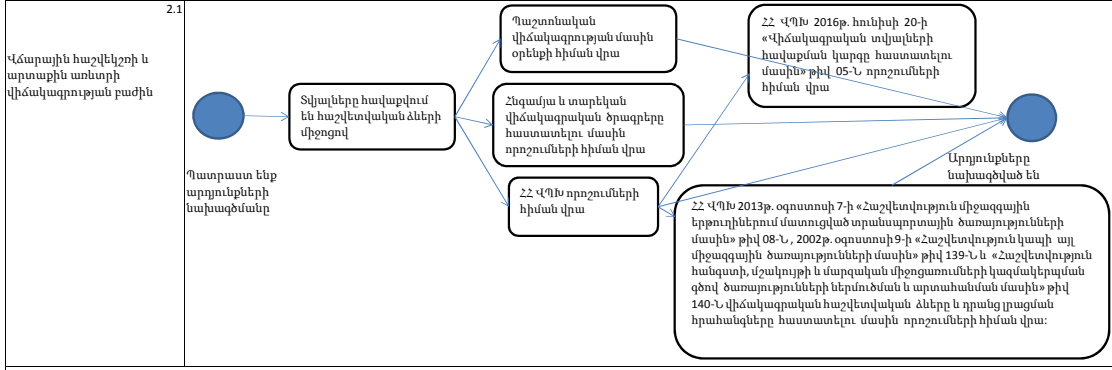 2.1
Վճարային հաշվեկշռի և
արտաքին առևտրի
վիճակագրության բաժին
Պատրաստ ենք
արդյունքների
նախագծմանը
Տվյալները հավաքվում
են հաշվետվական ձևերի
միջոցով
Պաշտոնական
վիճակագրության մասին
օրենքի հիման վրա
Հնգամյա և տարեկան
վիճակագրական ծրագրերը
հաստատելու մասին
որոշումների հիման վրա
ՀՀ ՎՊԽ որոշումների
հիման վրա
ՀՀ ՎՊԽ 2016թ. հունիսի 20-ի
«Վիճակագրական տվյալների
հավաքման կարգը հաստատելու
մասին» թիվ 05-Ն որոշումների
հիման վրա
Արդյունքները
նախագծված են
ՀՀ ՎՊԽ 2013թ. օգոստոսի 7-ի «Հաշվետվություն միջազգային
երթուղիներում մատուցված տրանսպորտային ծառայությունների
մասին» թիվ 08-Ն , 2002թ. օգոստոսի 9-ի «Հաշվետվություն կապի այլ
միջազգային ծառայությունների մասին» թիվ 139-Ն և «Հաշվետվություն
հանգստի, մշակույթի և մարզական միջոցառումների կազմակերպման
գծով ծառայությունների ներմուծման և արտահանման մասին» թիվ
140-Ն վիճակագրական հաշվետվական ձևերը և դրանց լրացման
հրահանգները հաստատելու մասին որոշումների հիման վրա: